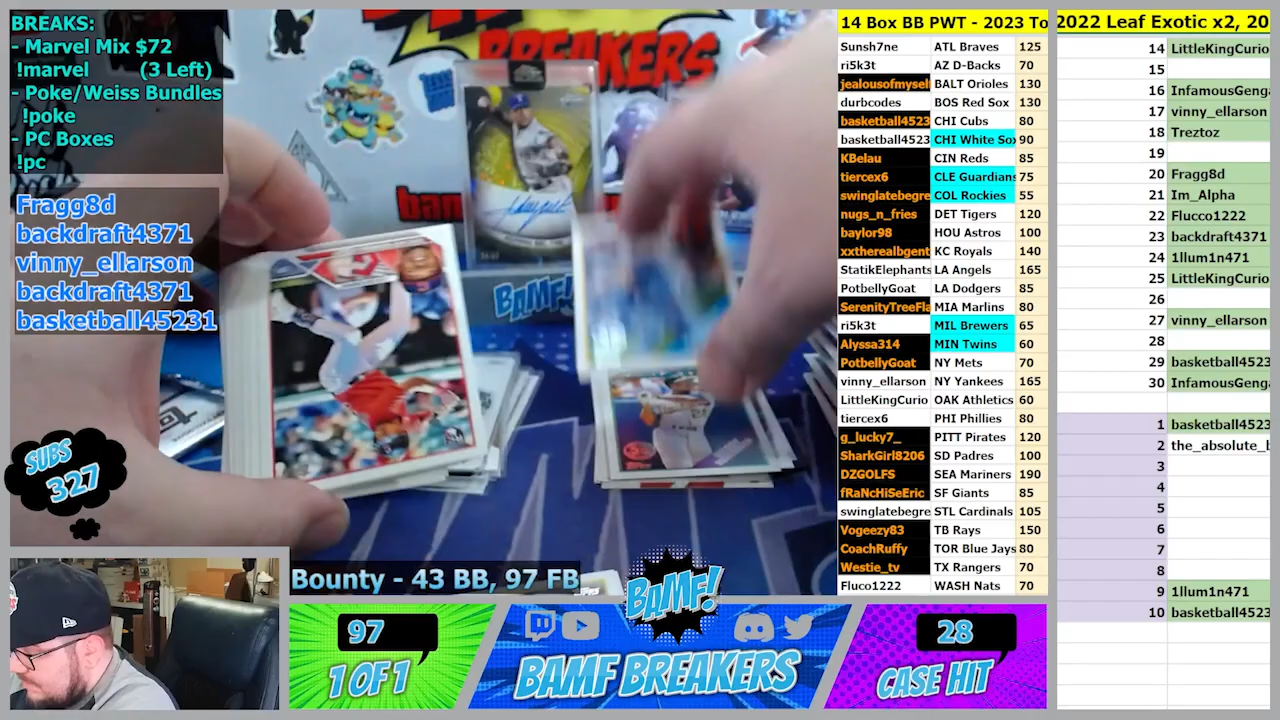 BREAKS:
- Marvel Mix $72
!marvel (3 Left)
- Poke/Weiss Bundles
!poke
- PC Boxes
!pc
Fragg8d
backdraft4371
vinny_ellarson
backdraft4371
basketball45231
SUBS
327
BREAKERS
BAMF!
Bounty - 43 BB, 97 FB
BAMF!
97
1 OF 1
BAMF BREAKERS
28
CASE HIT
14 Box BB PWT - 2023 To
Sunsh7ne ATL Braves 125
ri5k3t AZ D-Backs 70
jealousofmysel BALT Orioles 130
durbcodes BOS Red Sox 130
basketball4523 CHI Cubs 80
basketball4523 CHI White Sox 90
KBelau CIN Reds 85
tiercex6 CLE Guardians 75
swinglatebegre COL Rockies 55
nugs_n_fries DET Tigers 120
baylor98 HOU Astros 100
xxtherealbgent KC Royals 140
StatikElephants LA Angels 165
PotbellyGoat LA Dodgers 85
SerenityTreeFla MIA Marlins 80
ri5k3t MIL Brewers 65
Alyssa314 MIN Twins 60
PotbellyGoat NY Mets 70
vinny_ellarson NY Yankees 165
LittleKingCurio OAK Athletics 60
tiercex6 PHI Phillies 80
g_lucky7_ PITT Pirates 120
SharkGirl8206 SD Padres 100
DZGOLFS SEA Mariners 190
fRaNcHiSeEric SF Giants 85
swinglatebegre STL Cardinals 105
Vogeezy83 TB Rays 150
CoachRuffy TOR Blue Jays 80
Westie_tv TX Rangers 70
Fluco1222 WASH Nats 70
2022 Leaf Exotic x2, 20
14 LittleKingCurio
15
16 InfamousGenga
17 vinny_ellarson
18 Treztoz
19
20 Fragg8d
21 Im_Alpha
22 Flucco1222
23 backdraft4371
24 1llum1n471
25 LittleKingCurio
26
27 vinny_ellarson
28
29 basketball4523
30 InfamousGenga
1 basketball4523
2 the_absolute_b
3
4
5
6
7
8
9 1llum1n471
10 basketball4523